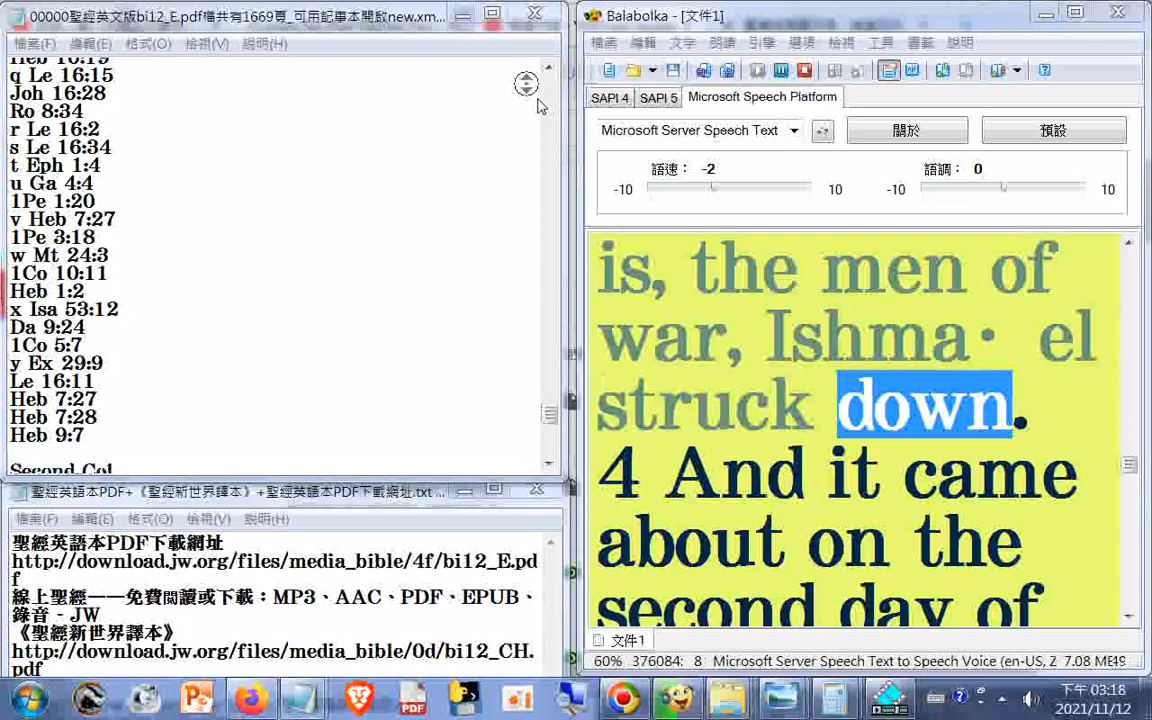 00000聖經英文版bi12_E.pdf檔共有1669頁_可用記事本開啟new.xm...
檔案(F) 編輯(E) 格式(O) 檢視(V) 說明(H)
Heb 10:19
q Le 16:15
Joh 16:28
Ro 8:34
r Le 16:2
s Le 16:34
t Eph 1:4
u Ga 4:4
1Pe 1:20
v Heb 7:27
1Pe 3:18
w Mt 24:3
1Co 10:11
Heb 1:2
x Isa 53:12
Da 9:24
1Co 5:7
y Ex 29:9
Le 16:11
Heb 7:27
Heb 7:28
Heb 9:7
Second Col
聖經英語本PDF+《聖經新世界譯本》+聖經英語本PDF下載網址.txt ...
檔案(F) 編輯(E) 格式(O) 檢視(V) 說明(H)
聖經英語本PDF下載網址
http://download.jw.org/files/media_bible/4f/bi12_E.pd
f
線上聖經——免費閱讀或下載：MP3、AAC、PDF、EPUB、
錄音 - JW
《聖經新世界譯本》
http://download.jw.org/files/media_bible/0d/bi12_CH.
pdf
Balabolka - [文件1]
檔案 編輯 文字 朗讀 引擎 選項 檢視 工具 書籤 說明
SAPI 4 SAPI 5 Microsoft Speech Platform
Microsoft Server Speech Text 關於 預設
語速： -2 語調： 0
-10 10 -10 10
is, the men of
war, Ishma· el
struck down.
4 And it came
about on the
second day of
文件1
60% 376084: 8 Microsoft Server Speech Text to Speech Voice (en-US, Z 7.08 ME49
PDF
下午 03:18
2021/11/12